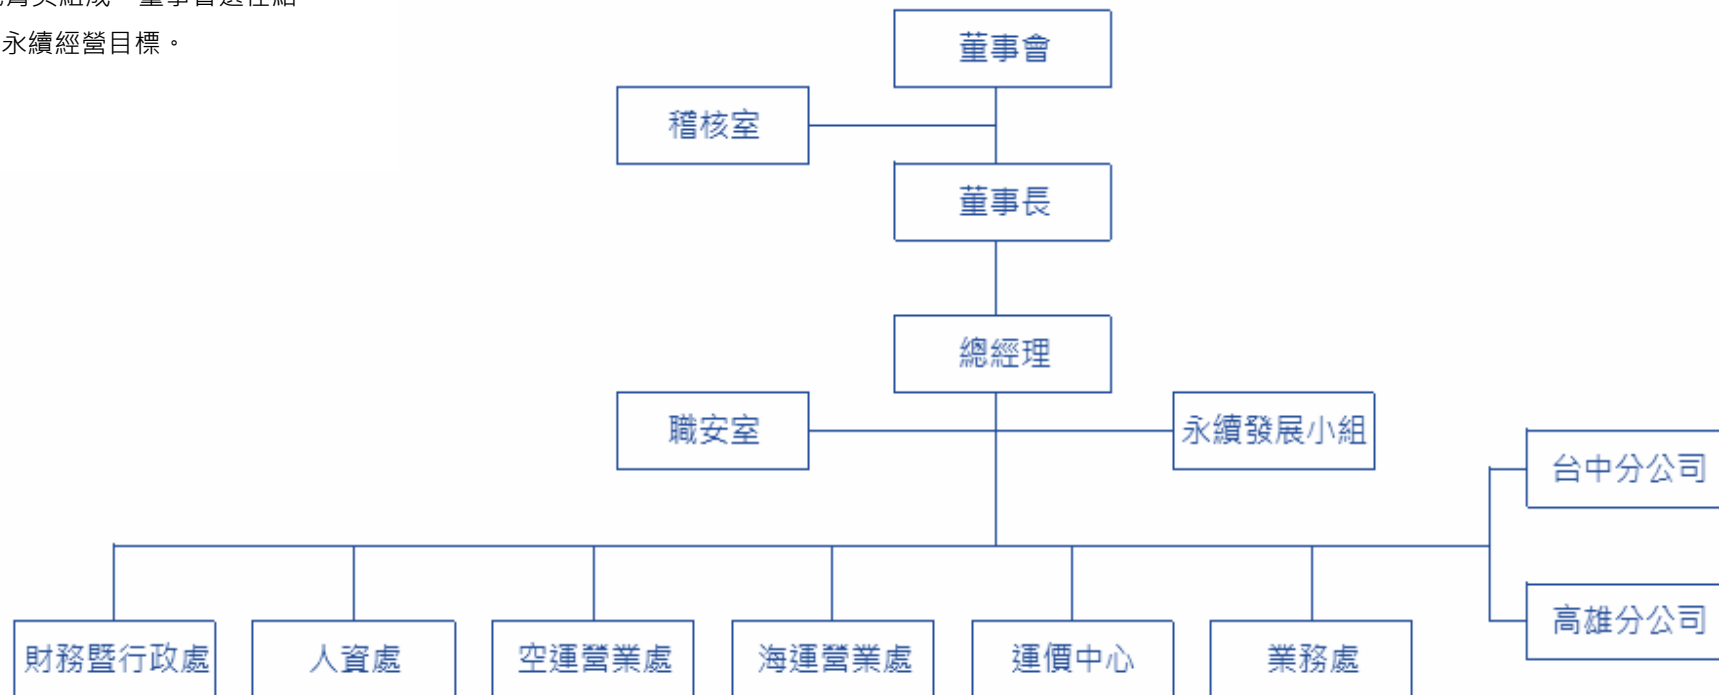 永續經營目標。
董事會
稽核室
董事長
總經理
職安室
永續發展小組
台中分公司
高雄分公司
財務暨行政處
人資處
空運營業處
海運營業處
運價中心
業務處